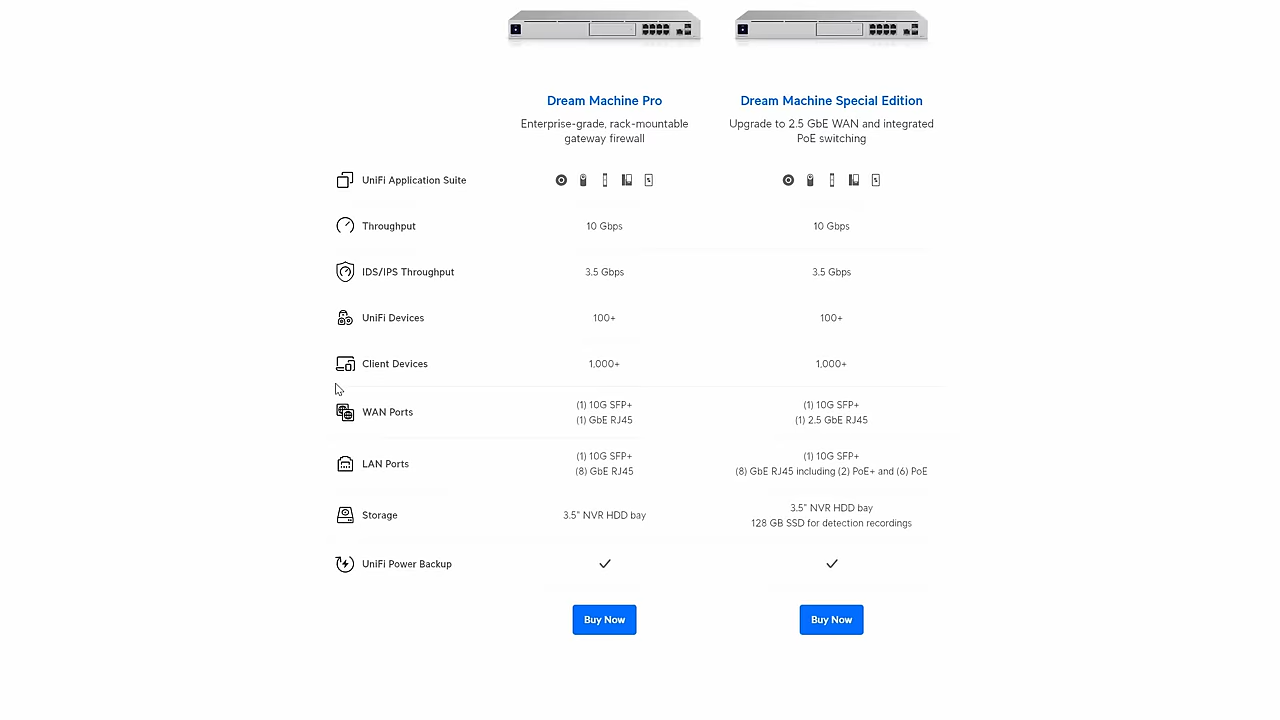 Dream Machine Pro
Dream Machine Special Edition
Enterprise-grade, rack-mountable
gateway firewall
Upgrade to 2.5 GbE WAN and integrated
PoE switching
UniFi Application Suite
Throughput
10 Gbps
10 Gbps
IDS/IPS Throughput
3.5 Gbps
3.5 Gbps
UniFi Devices
100+
100+
Client Devices
1,000+
1,000+
WAN Ports
(1) 10G SFP+
(1) GbE RJ45
(1) 10G SFP+
(1) 2.5 GbE RJ45
LAN Ports
(1) 10G SFP+
(8) GbE RJ45
(1) 10G SFP+
(8) GbE RJ45 including (2) PoE+ and (6) PoE
Storage
3.5" NVR HDD bay
3.5" NVR HDD bay
128 GB SSD for detection recordings
UniFi Power Backup
Buy Now
Buy Now